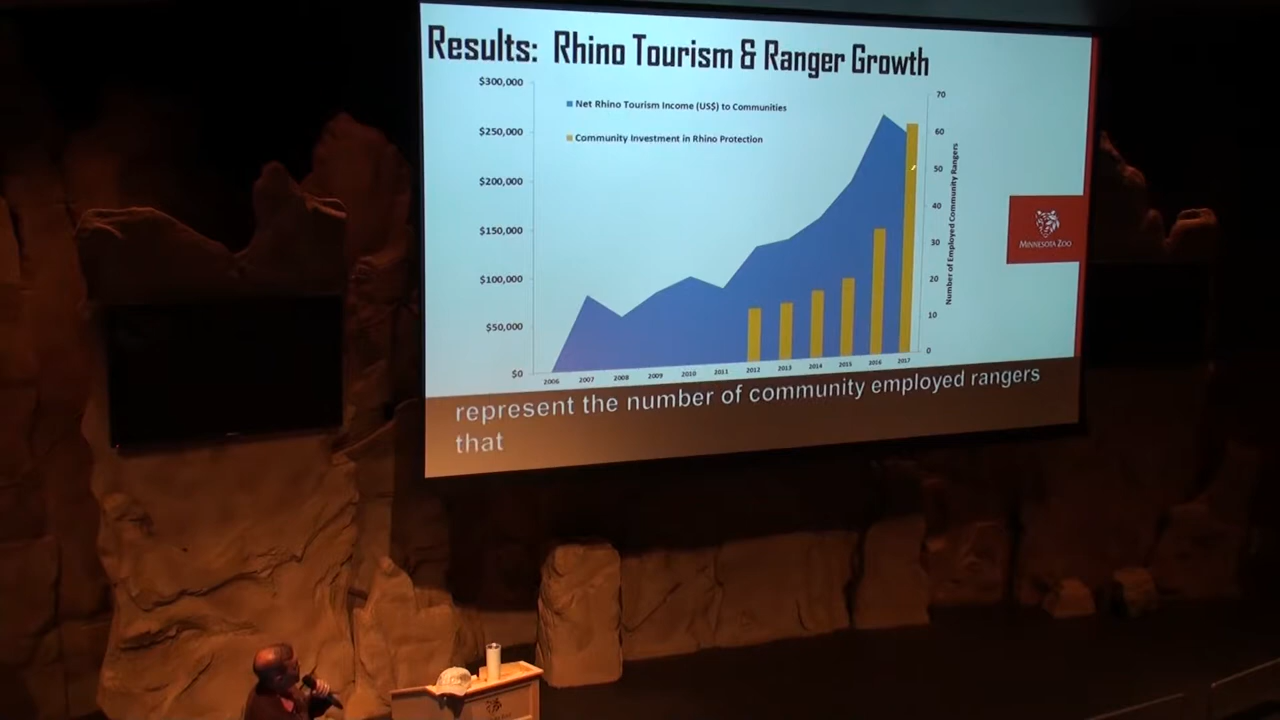 Results: Rhino Tourism & Ranger Growth
$300,000
$250,000
$200,000
$150,000
$100,000
$50,000
$0
Net Rhino Tourism Income (US$) to Communities
Community Investment in Rhino Protection
70
60
50
40
30
20
10
0
Number of Employed Community Rangers
2006 2007 2008 2009 2010 2011 2012 2013 2014 2015 2016 2017
MINNESOTA ZOO
represent the number of community employed rangers
that